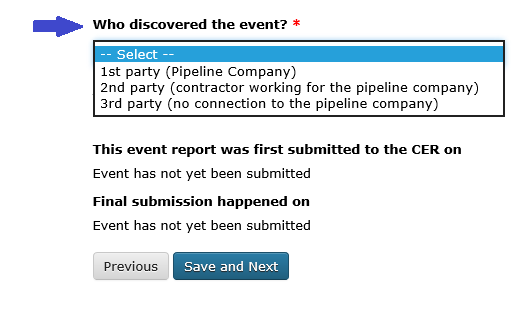 Who discovered the event? *
-- Select --
1st party (Pipeline Company)
2nd party (contractor working for the pipeline company)
3rd party (no connection to the pipeline company)
This event report was first submitted to the CER on
Event has not yet been submitted
Final submission happened on
Event has not yet been submitted
Previous Save and Next